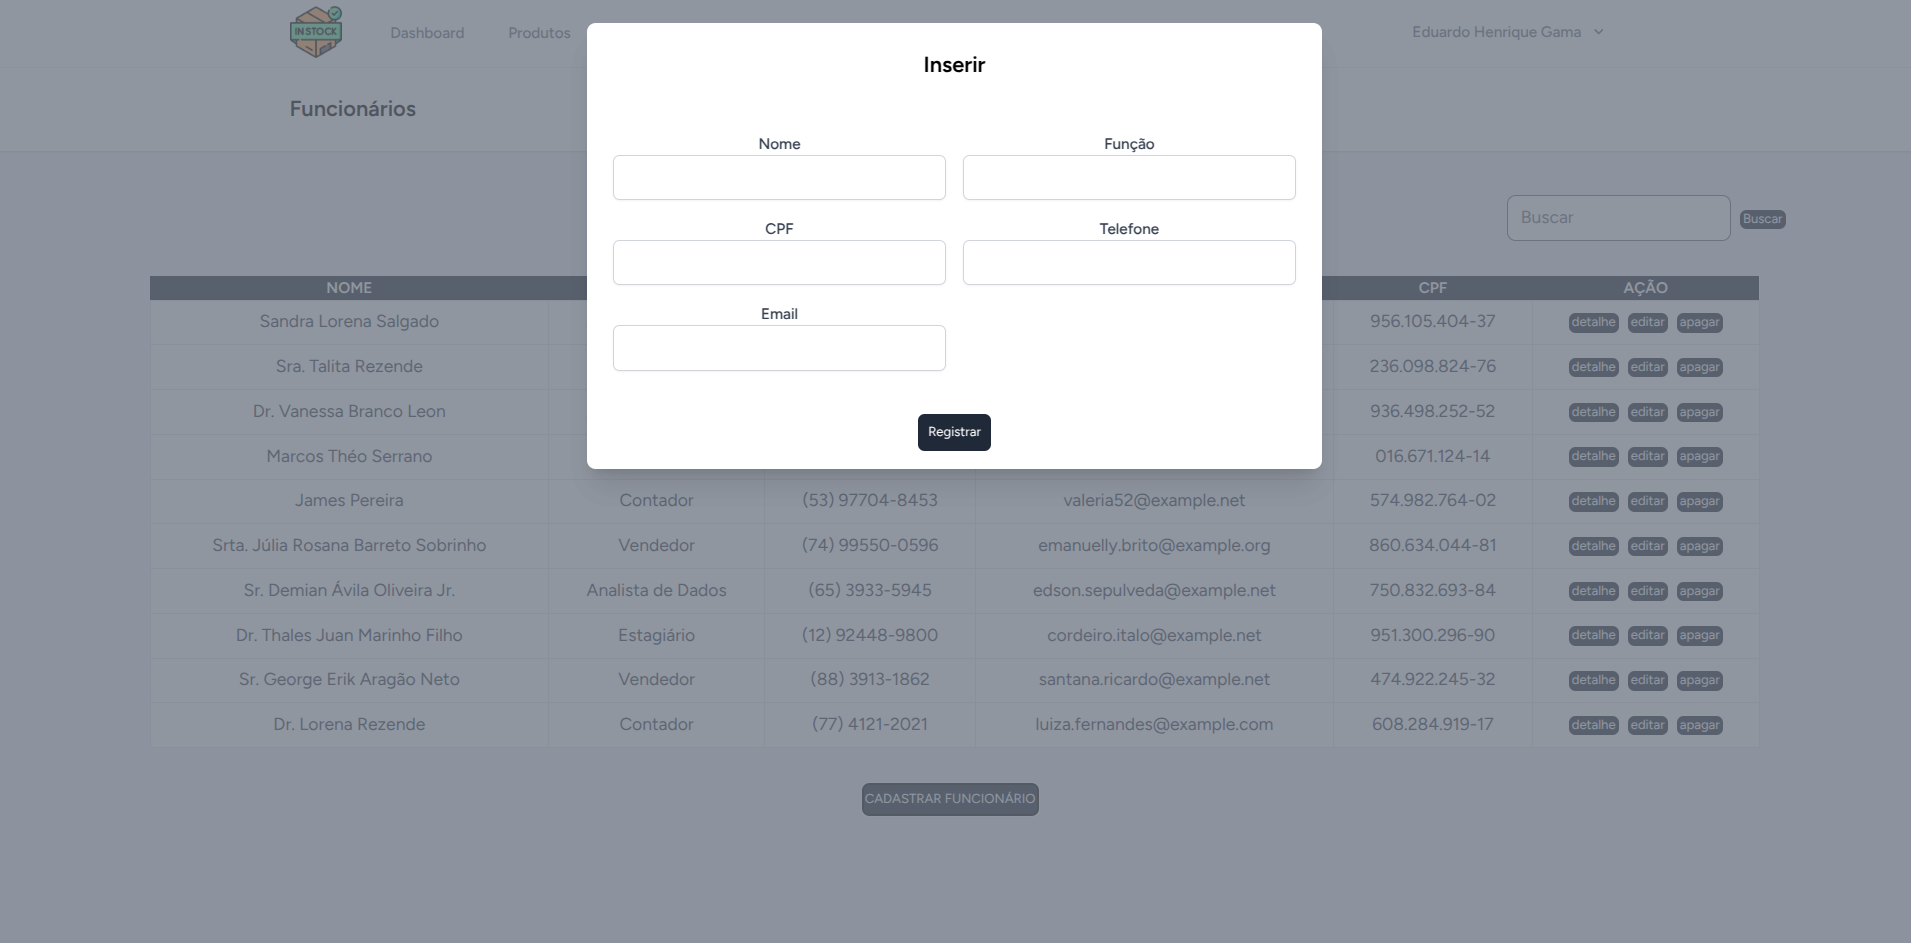 IN STOCK
Dashboard
Produtos
Eduardo Henrique Gama
Funcionários
Inserir
Nome
Função
CPF
Telefone
Email
Registrar
Buscar
Buscar
NOME
CPF
AÇÃO
Sandra Lorena Salgado
956.105.404-37
detalhe editar apagar
Sra. Talita Rezende
236.098.824-76
detalhe editar apagar
Dr. Vanessa Branco Leon
936.498.252-52
detalhe editar apagar
Marcos Théo Serrano
016.671.124-14
detalhe editar apagar
James Pereira Contador (53) 97704-8453 valeria52@example.net 574.982.764-02 detalhe editar apagar
Srta. Júlia Rosana Barreto Sobrinho Vendedor (74) 99550-0596 emanuelly.brito@example.org 860.634.044-81 detalhe editar apagar
Sr. Demian Ávila Oliveira Jr. Analista de Dados (65) 3933-5945 edson.sepulveda@example.net 750.832.693-84 detalhe editar apagar
Dr. Thales Juan Marinho Filho Estagiário (12) 92448-9800 cordeiro.italo@example.net 951.300.296-90 detalhe editar apagar
Sr. George Erik Aragão Neto Vendedor (88) 3913-1862 santana.ricardo@example.net 474.922.245-32 detalhe editar apagar
Dr. Lorena Rezende Contador (77) 4121-2021 luiza.fernandes@example.com 608.284.919-17 detalhe editar apagar
CADASTRAR FUNCIONÁRIO